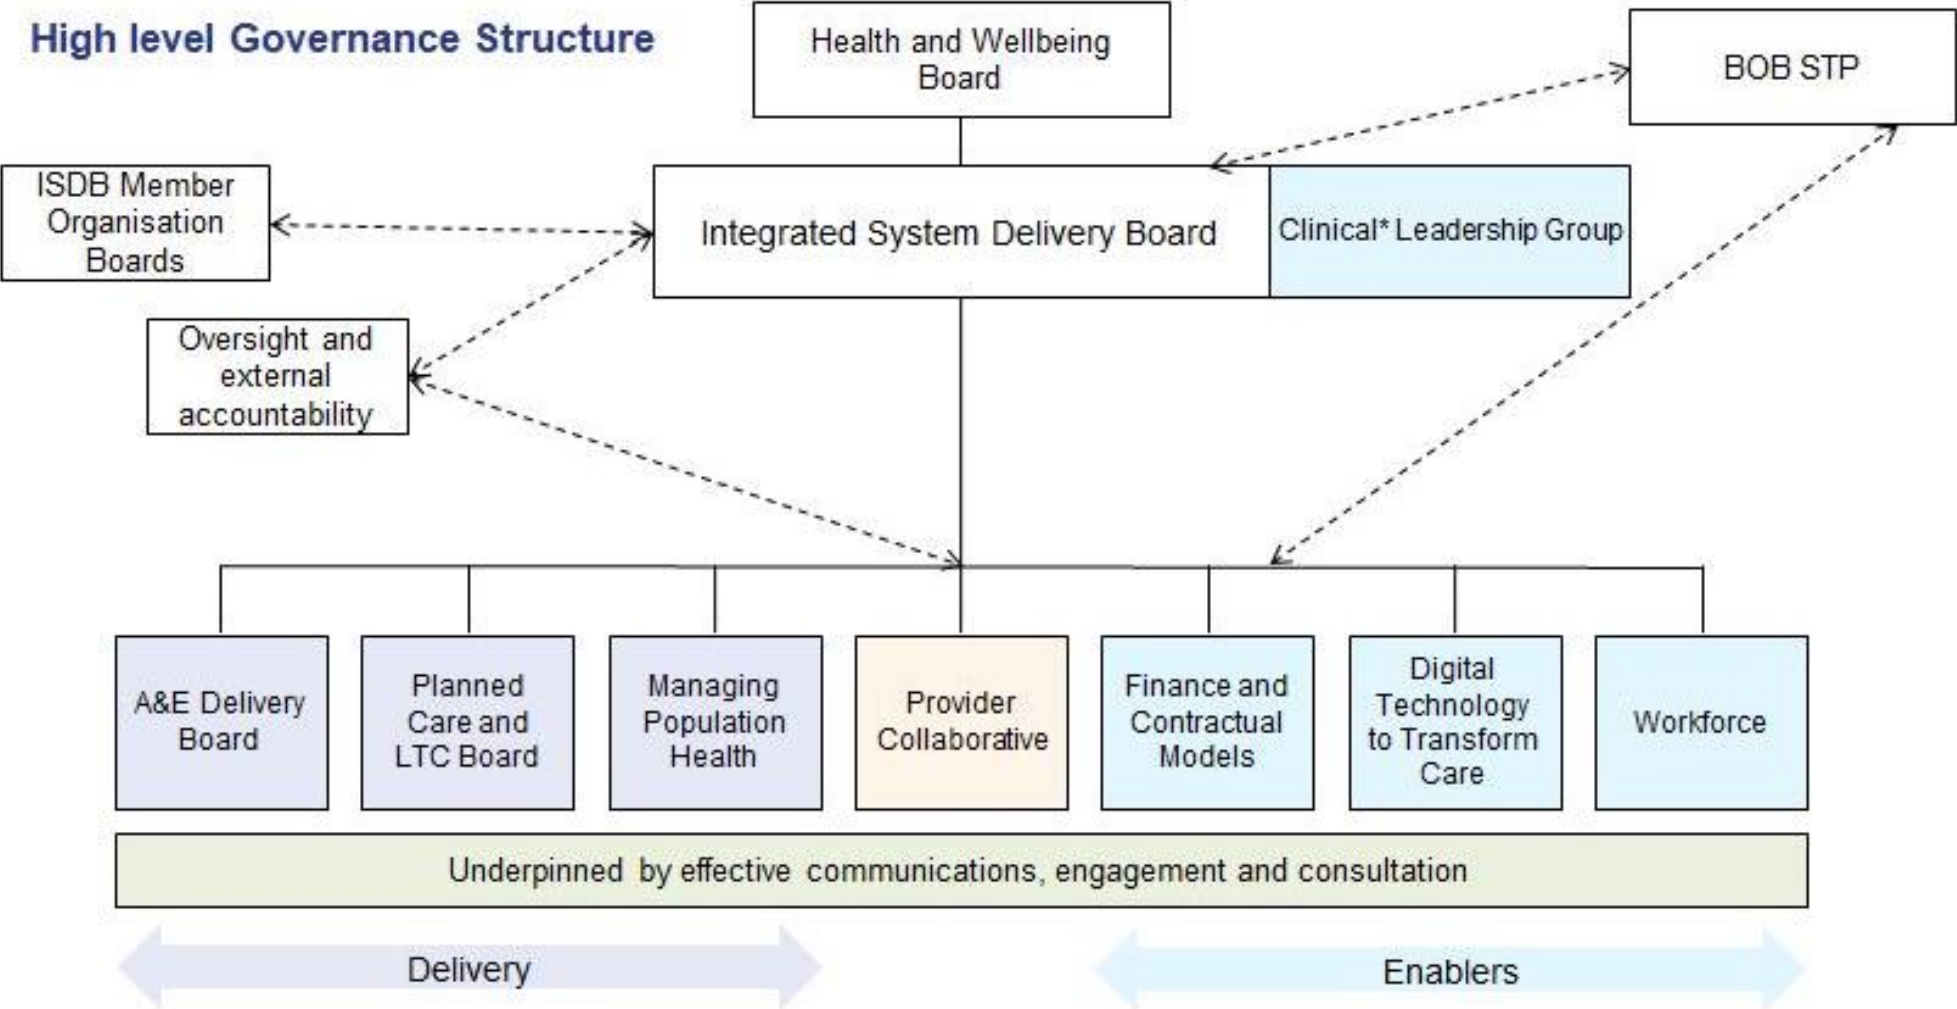 High level Governance Structure
Health and Wellbeing
Board
BOB STP
ISDB Member
Organisation
Boards
Integrated System Delivery Board
Clinical* Leadership Group
Oversight and
external
accountability
A&E Delivery
Board
Planned
Care and
LTC Board
Managing
Population
Health
Provider
Collaborative
Finance and
Contractual
Models
Digital
Technology
to Transform
Care
Workforce
Underpinned by effective communications, engagement and consultation
Delivery
Enablers